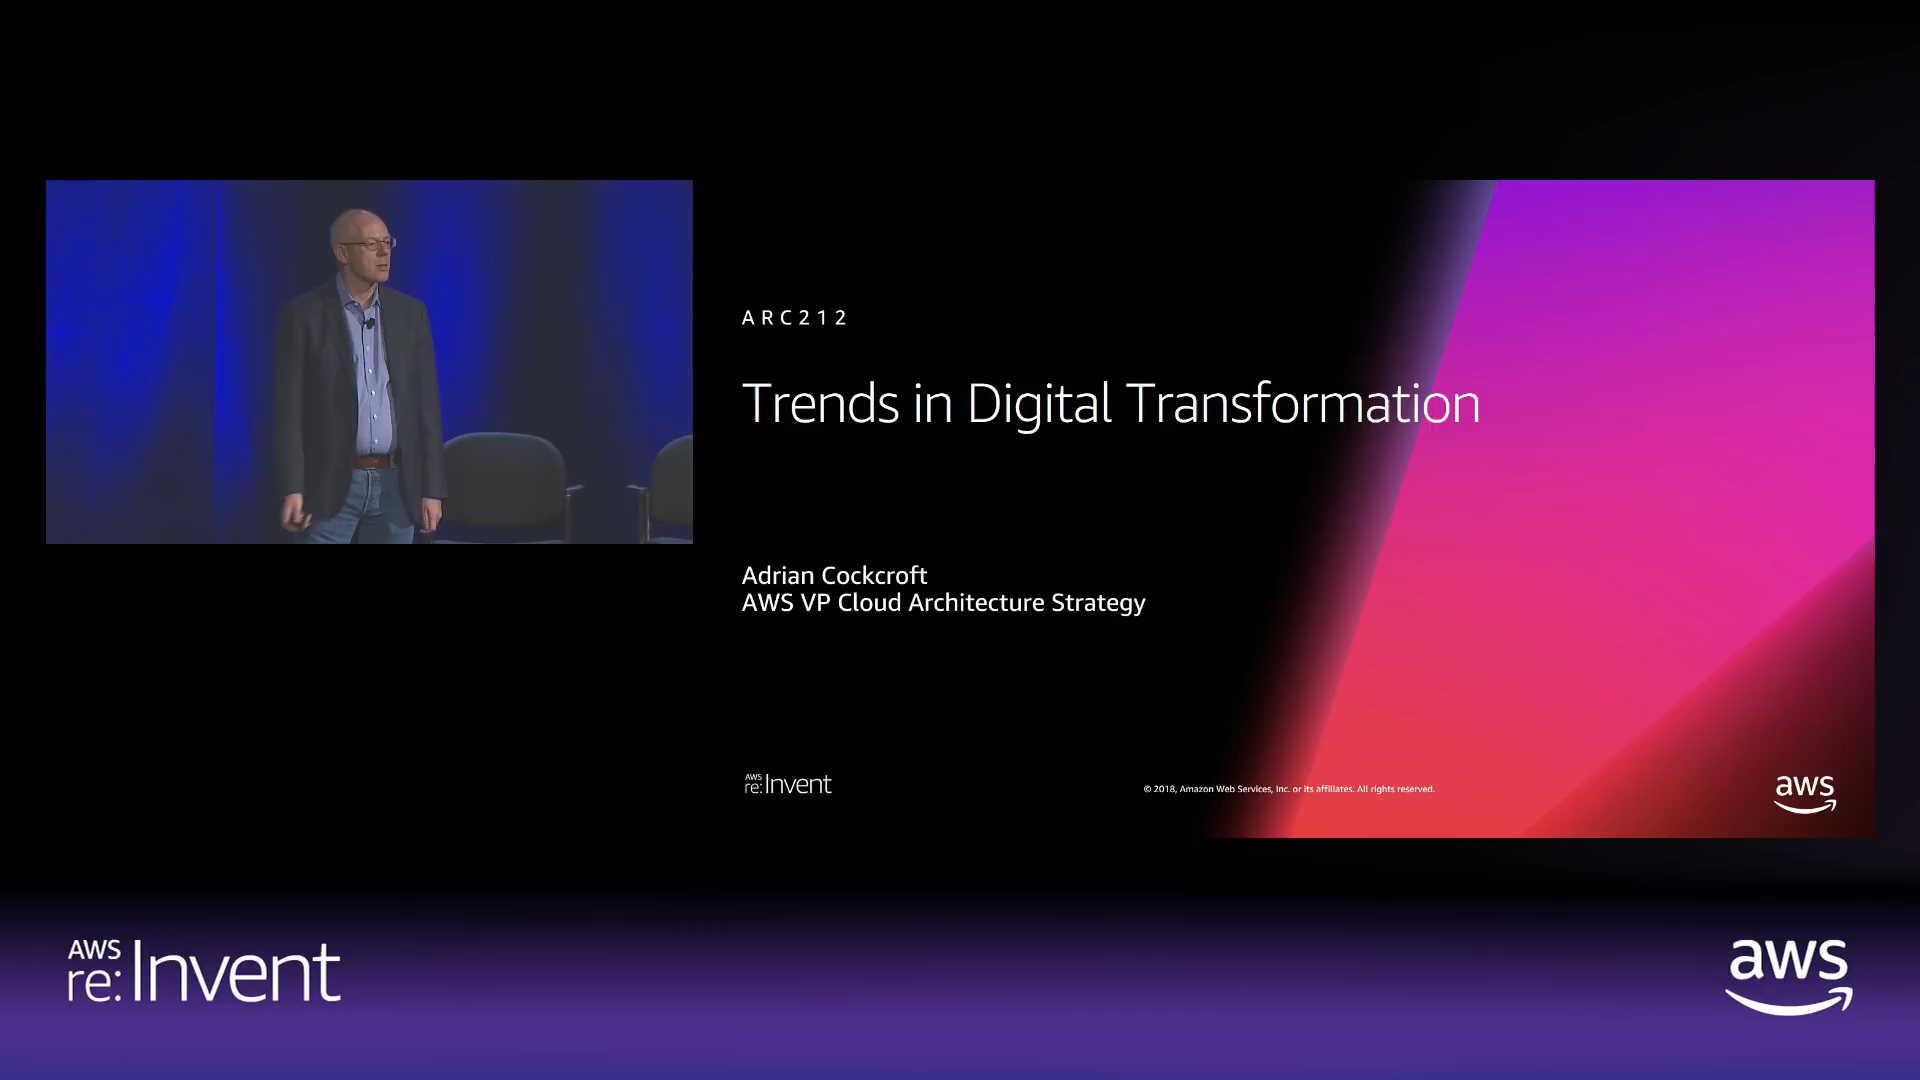 ARC212
Trends in Digital Transformation
Adrian Cockcroft
AWS VP Cloud Architecture Strategy
AWS
re:Invent
© 2018, Amazon Web Services, Inc. or its affiliates. All rights reserved.
aws
AWS
re:Invent
aws